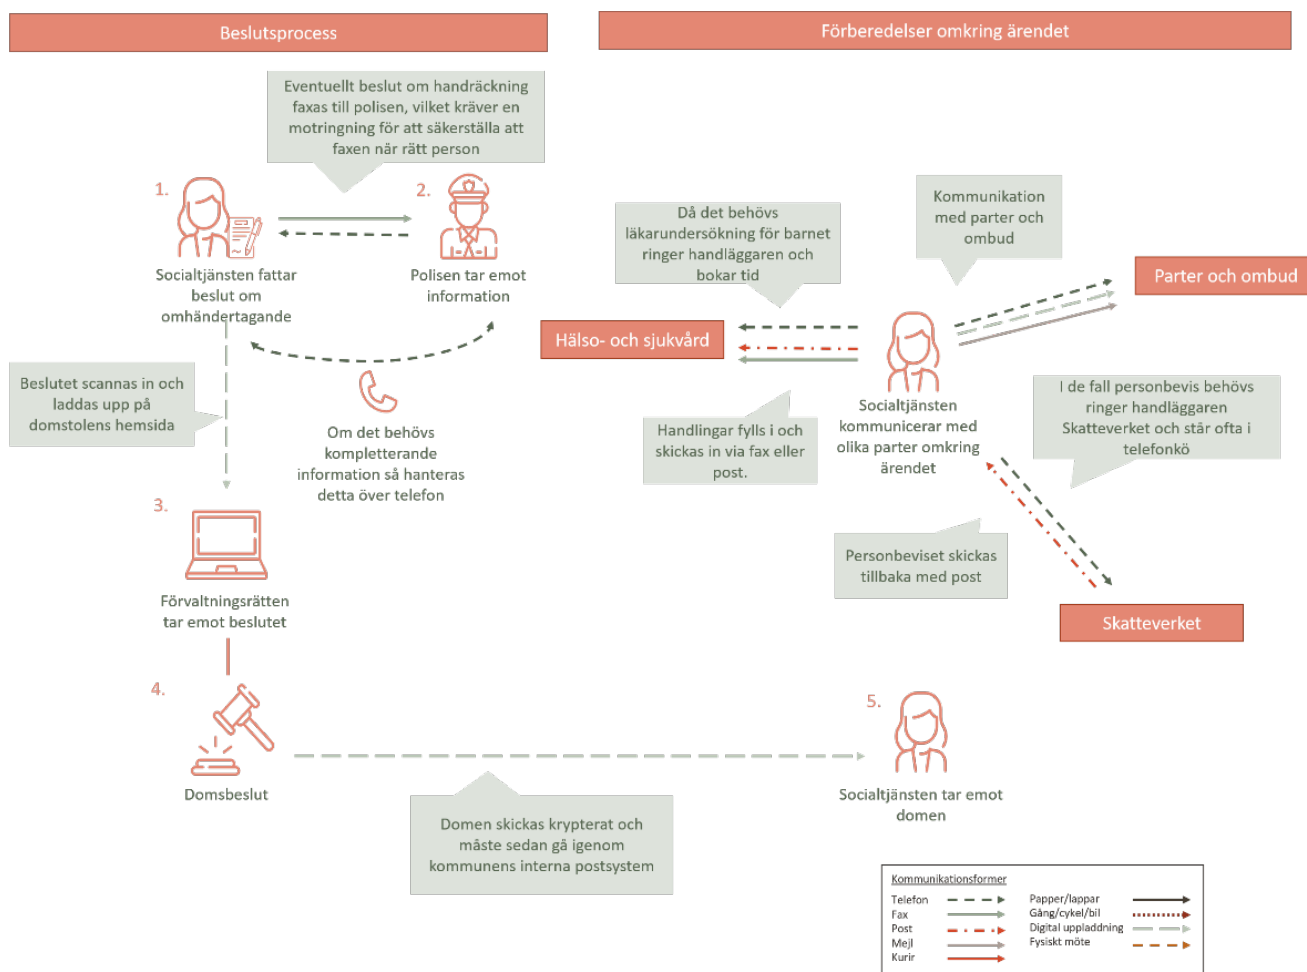 Beslutsprocess
Förberedelser omkring ärendet
Eventuellt beslut om handräckning
faxas till polisen, vilket kräver en
motringning för att säkerställa att
faxen når rätt person
1.
2.
Socialtjänsten fattar
beslut om
omhändertagande
Polisen tar emot
information
Beslutet scannas in och
laddas upp på
domstolens hemsida
Om det behövs
kompletterande
information så hanteras
detta över telefon
3.
Förvaltningsrätten
tar emot beslutet
4.
Domsbeslut
Domen skickas krypterat och
måste sedan gå igenom
kommunens interna postsystem
5.
Socialtjänsten tar emot
domen
Då det behövs
läkarundersökning för barnet
ringer handläggaren och
bokar tid
Kommunikation
med parter och
ombud
Parter och ombud
Hälso- och sjukvård
Socialtjänsten
kommunicerar med
olika parter omkring
ärendet
Handlingar fylls i och
skickas in via fax eller
post.
I de fall personbevis behövs
ringer handläggaren
Skatteverket och står ofta i
telefonkö
Personbeviset skickas
tillbaka med post
Skatteverket
Kommunikationsformer
Telefon
Fax
Post
Mejl
Kurir
Papper/lappar
Gång/cykel/bil
Digital uppladdning
Fysiskt möte